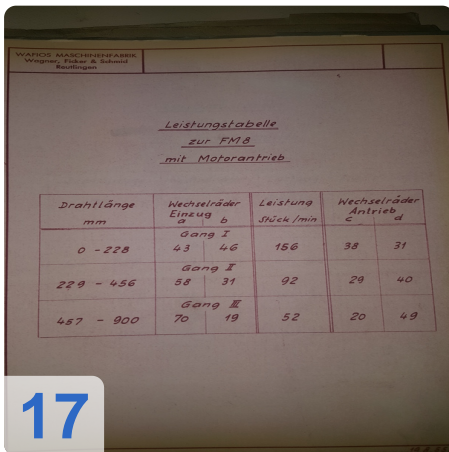 WAFIOS MASCHINENFABRIK
Wagner, Ficker & Schmid
Reutlingen
Leistungstabelle
zur FM8
mit Motorantrieb
Drahtlänge Wechselräder Leistung Wechselräder
mm Einzug Stück/min Antrieb
a b c d
Gang I
0 - 228 43 46 156 38 31
Gang II
229 - 456 58 31 92 29 40
Gang III
457 - 900 70 19 52 20 49
17